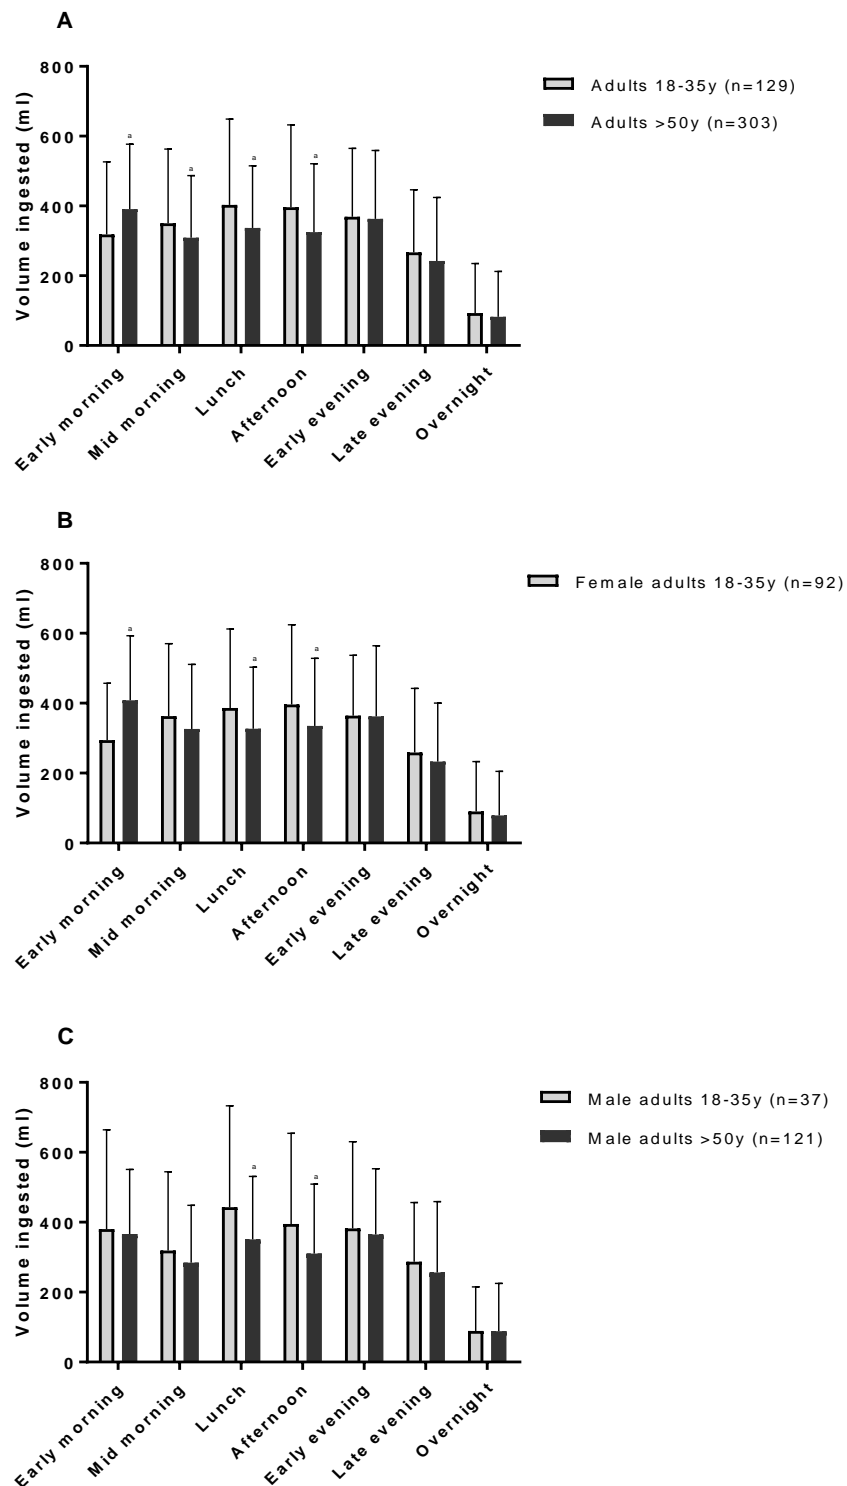 A
Volume ingested (ml)
800
600
400
200
0
a
a
a
a
Early morning
Mid morning
Lunch
Afternoon
Early evening
Late evening
Overnight
Adults 18-35y (n=129)
Adults >50y (n=303)
B
Volume ingested (ml)
800
600
400
200
0
a
a
a
Early morning
Mid morning
Lunch
Afternoon
Early evening
Late evening
Overnight
Female adults 18-35y (n=92)
C
Volume ingested (ml)
800
600
400
200
0
a
a
Early morning
Mid morning
Lunch
Afternoon
Early evening
Late evening
Overnight
Male adults 18-35y (n=37)
Male adults >50y (n=121)